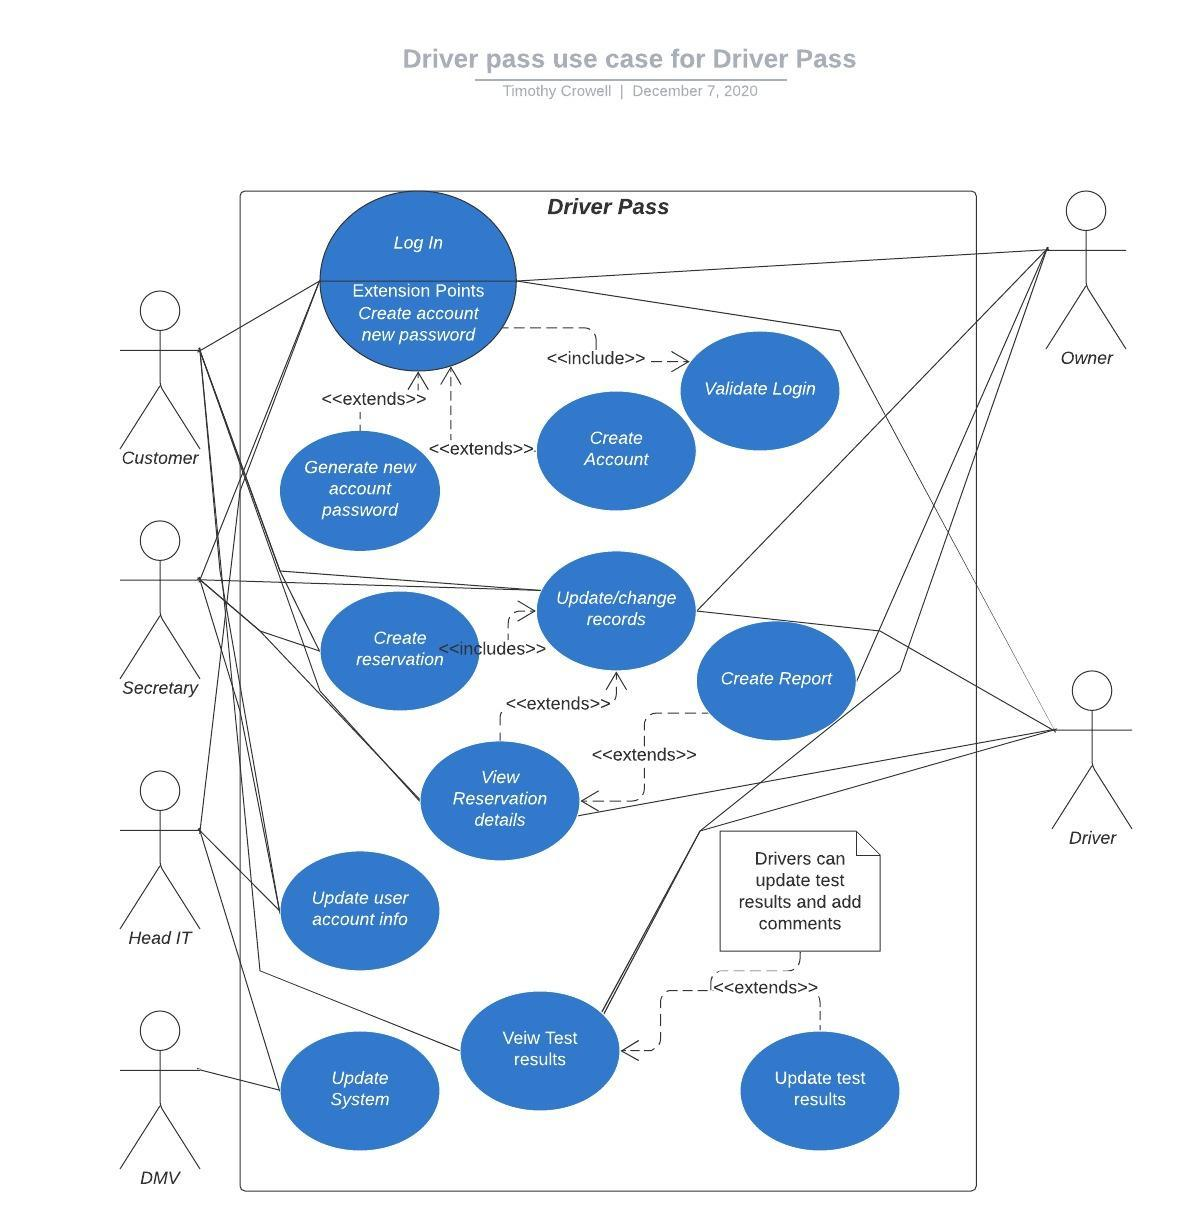 Driver pass use case for Driver Pass
Timothy Crowell | December 7, 2020
Driver Pass
Log In
Extension Points
Create account
new password
<<include>>
Validate Login
Owner
Customer
<<extends>>
<<extends>>
Create
Account
Generate new
account
password
Update/change
records
Create
reservation
<<includes>>
Secretary
Create Report
<<extends>>
<<extends>>
View
Reservation
details
Driver
Drivers can
update test
results and add
comments
Update user
account info
Head IT
<<extends>>
Veiw Test
results
Update
System
Update test
results
DMV